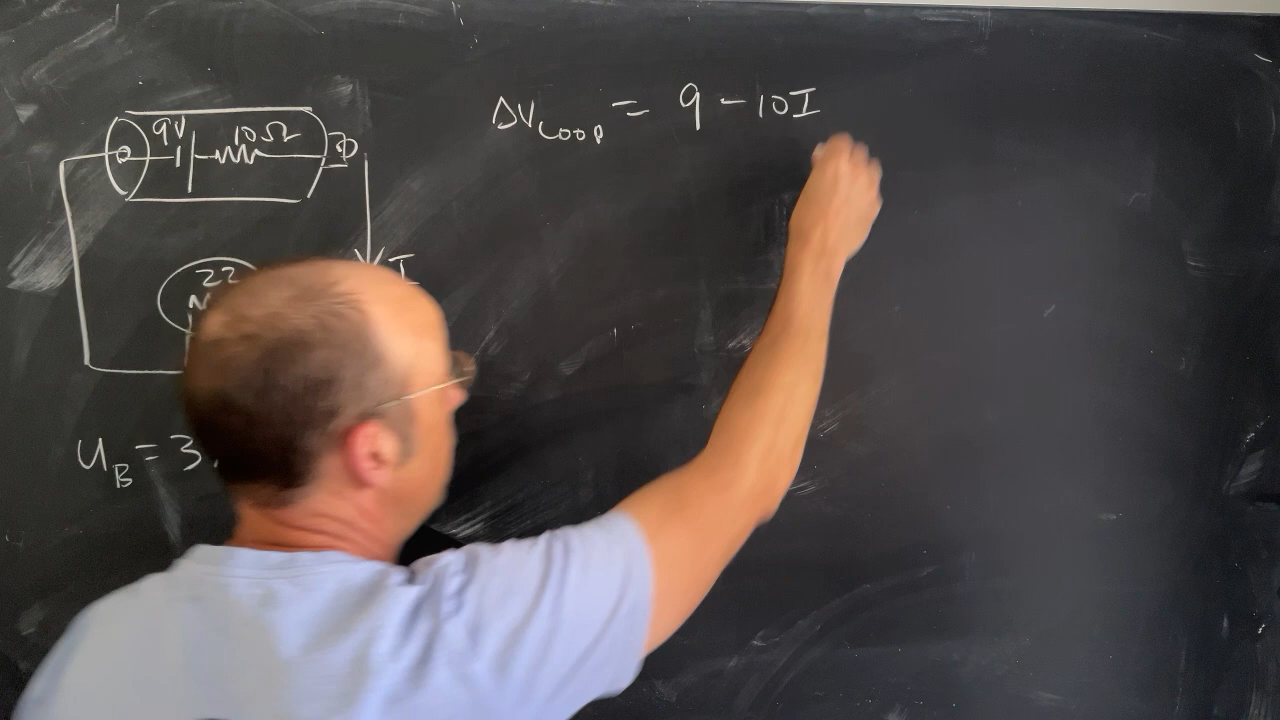 ΔV_LOOP = 9 - 10I
9V 10Ω
I
22
U_B = 3.